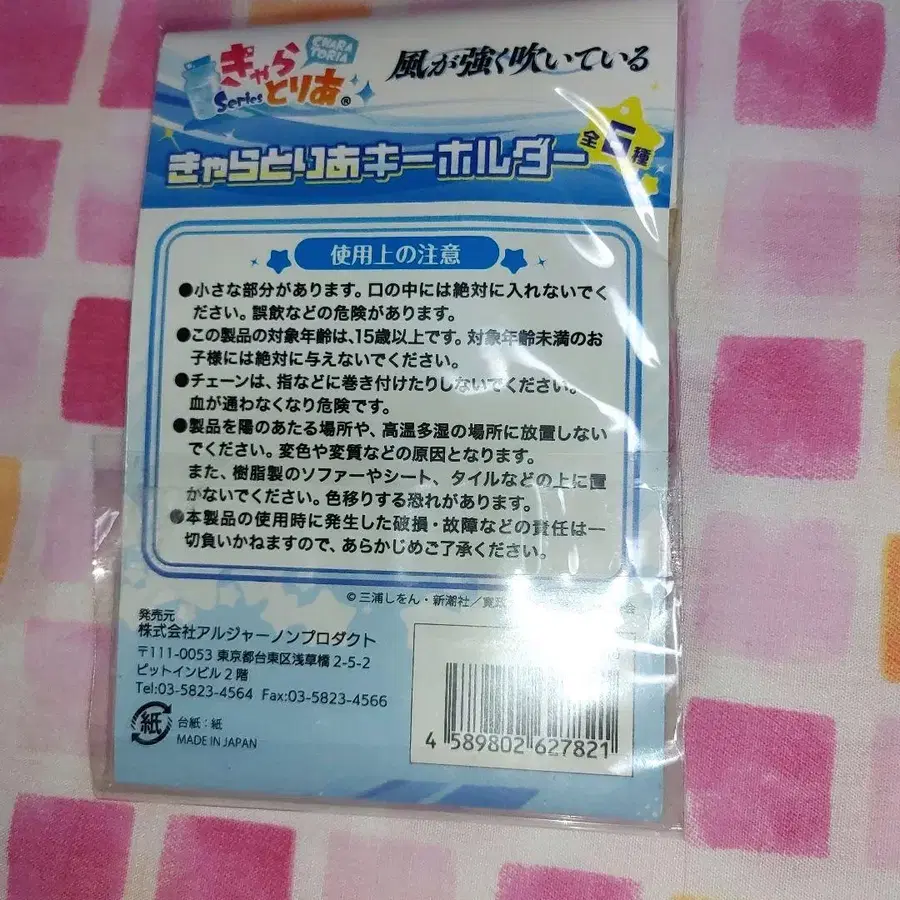 きゃらとりあ®
Series
CHARA TORIA
風が強く吹いている
きゃらとりあキーホルダー
全5種
使用上の注意
●小さな部分があります。口の中には絶対に入れないでく
ださい。誤飲などの危険があります。
●この製品の対象年齢は、15歳以上です。対象年齢未満のお
子様には絶対に与えないでください。
●チェーンは、指などに巻き付けたりしないでください。
血が通わなくなり危険です。
●製品を陽のあたる場所や、高温多湿の場所に放置しない
でください。変色や変質などの原因となります。
また、樹脂製のソファーやシート、タイルなどの上に置
かないでください。色移りする恐れがあります。
●本製品の使用時に発生した破損・故障などの責任は一
切負いかねますので、あらかじめご了承ください。
© 三浦しをん・新潮社／寛政
会
発売元
株式会社アルジャーノンプロダクト
〒111-0053 東京都台東区浅草橋 2-5-2
ピットインビル 2 階
Tel:03-5823-4564 Fax:03-5823-4566
紙
台紙：紙
MADE IN JAPAN
4 589802 627821